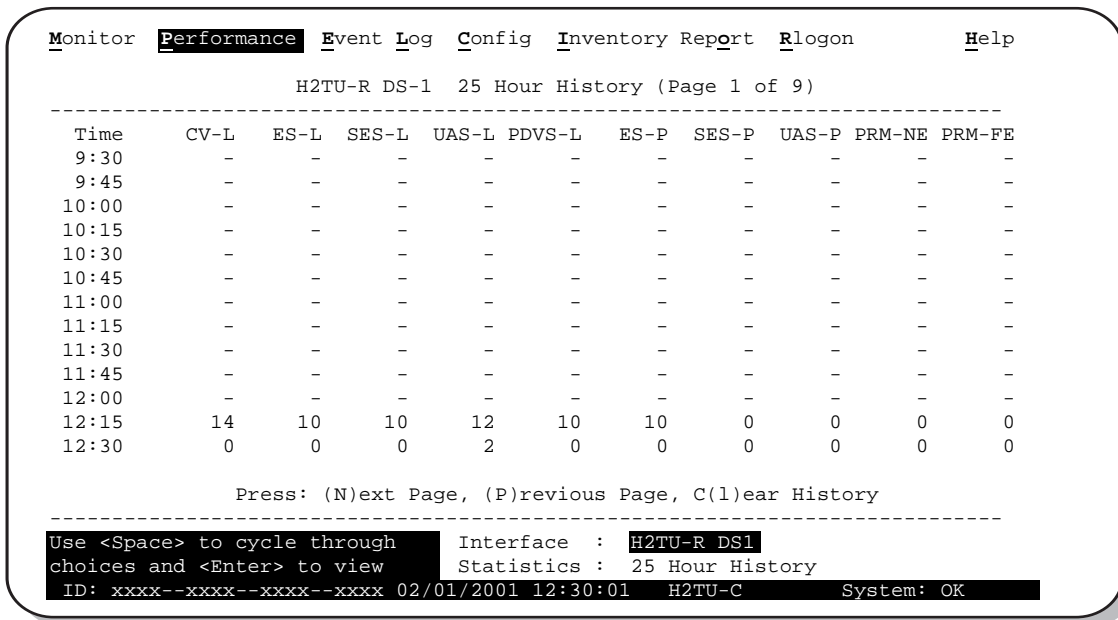 Monitor Performance Event Log Config Inventory Report Rlogon Help
H2TU-R DS-1 25 Hour History (Page 1 of 9)
--------------------------------------------------------------------------------
Time CV-L ES-L SES-L UAS-L PDVS-L ES-P SES-P UAS-P PRM-NE PRM-FE
9:30 - - - - - - - - - -
9:45 - - - - - - - - - -
10:00 - - - - - - - - - -
10:15 - - - - - - - - - -
10:30 - - - - - - - - - -
10:45 - - - - - - - - - -
11:00 - - - - - - - - - -
11:15 - - - - - - - - - -
11:30 - - - - - - - - - -
11:45 - - - - - - - - - -
12:00 - - - - - - - - - -
12:15 14 10 10 12 10 10 0 0 0 0
12:30 0 0 0 2 0 0 0 0 0 0
Press: (N)ext Page, (P)revious Page, C(l)ear History
--------------------------------------------------------------------------------
Use <Space> to cycle through Interface : H2TU-R DS1
choices and <Enter> to view Statistics : 25 Hour History
ID: xxxx--xxxx--xxxx--xxxx 02/01/2001 12:30:01 H2TU-C System: OK